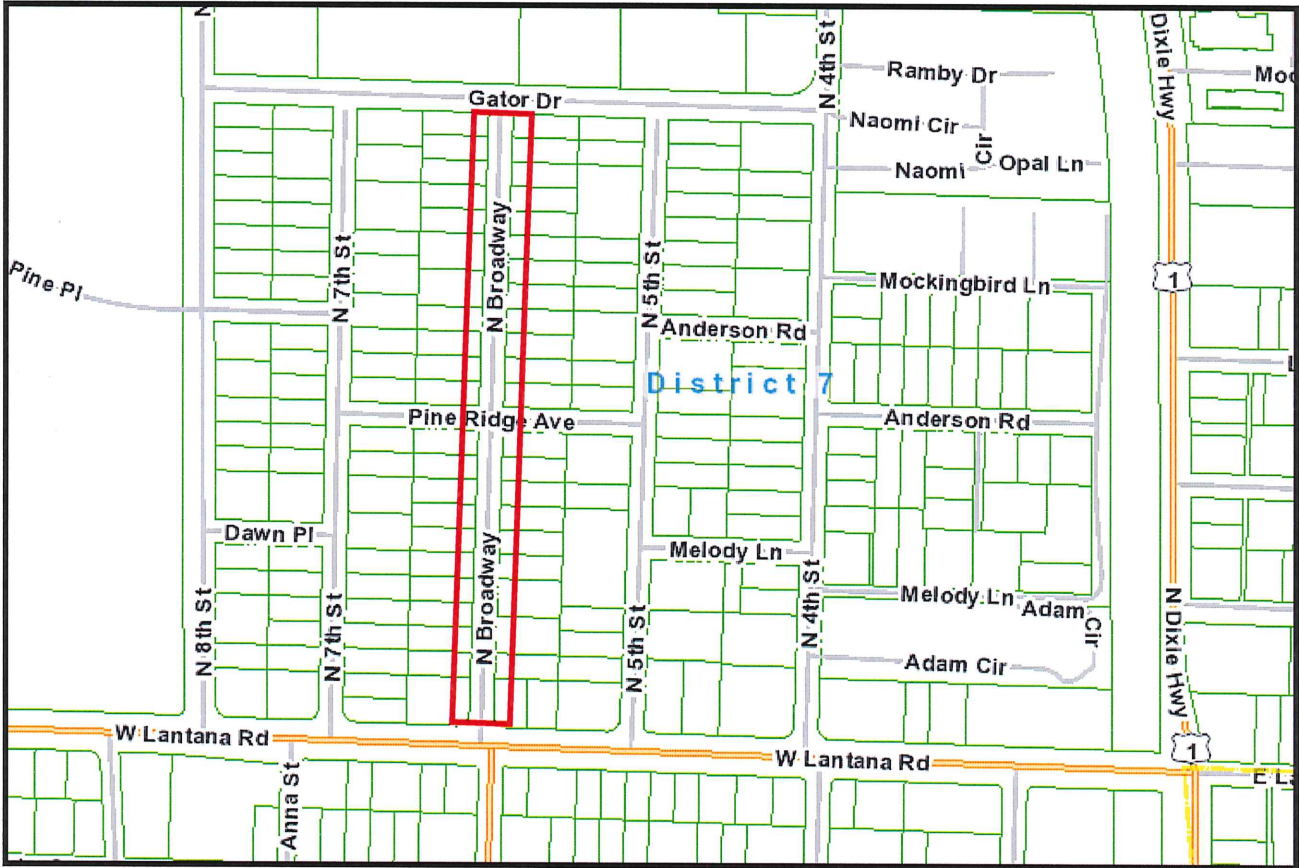 N
N 4th St
Dixie Hwy
Ramby Dr
Gator Dr
Naomi Cir
Cir
Naomi
Opal Ln
N 7th St
N Broadway
N 5th St
Pine Pl
Mockingbird Ln
1
Anderson Rd
District 7
Pine Ridge Ave
Anderson Rd
Dawn Pl
Melody Ln
N 8th St
N 7th St
N Broadway
N 5th St
N 4th St
Melody Ln
Adam
Cir
Adam Cir
N Dixie Hwy
W Lantana Rd
W Lantana Rd
1
Anna St